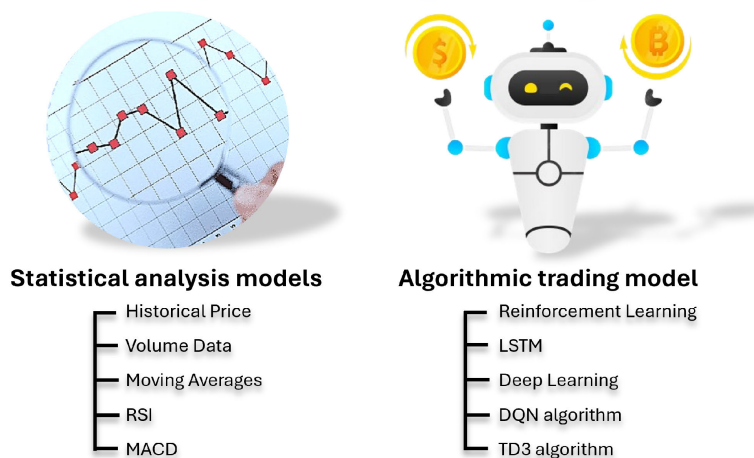 Statistical analysis models
Historical Price
Volume Data
Moving Averages
RSI
MACD
$
B
Algorithmic trading model
Reinforcement Learning
LSTM
Deep Learning
DQN algorithm
TD3 algorithm